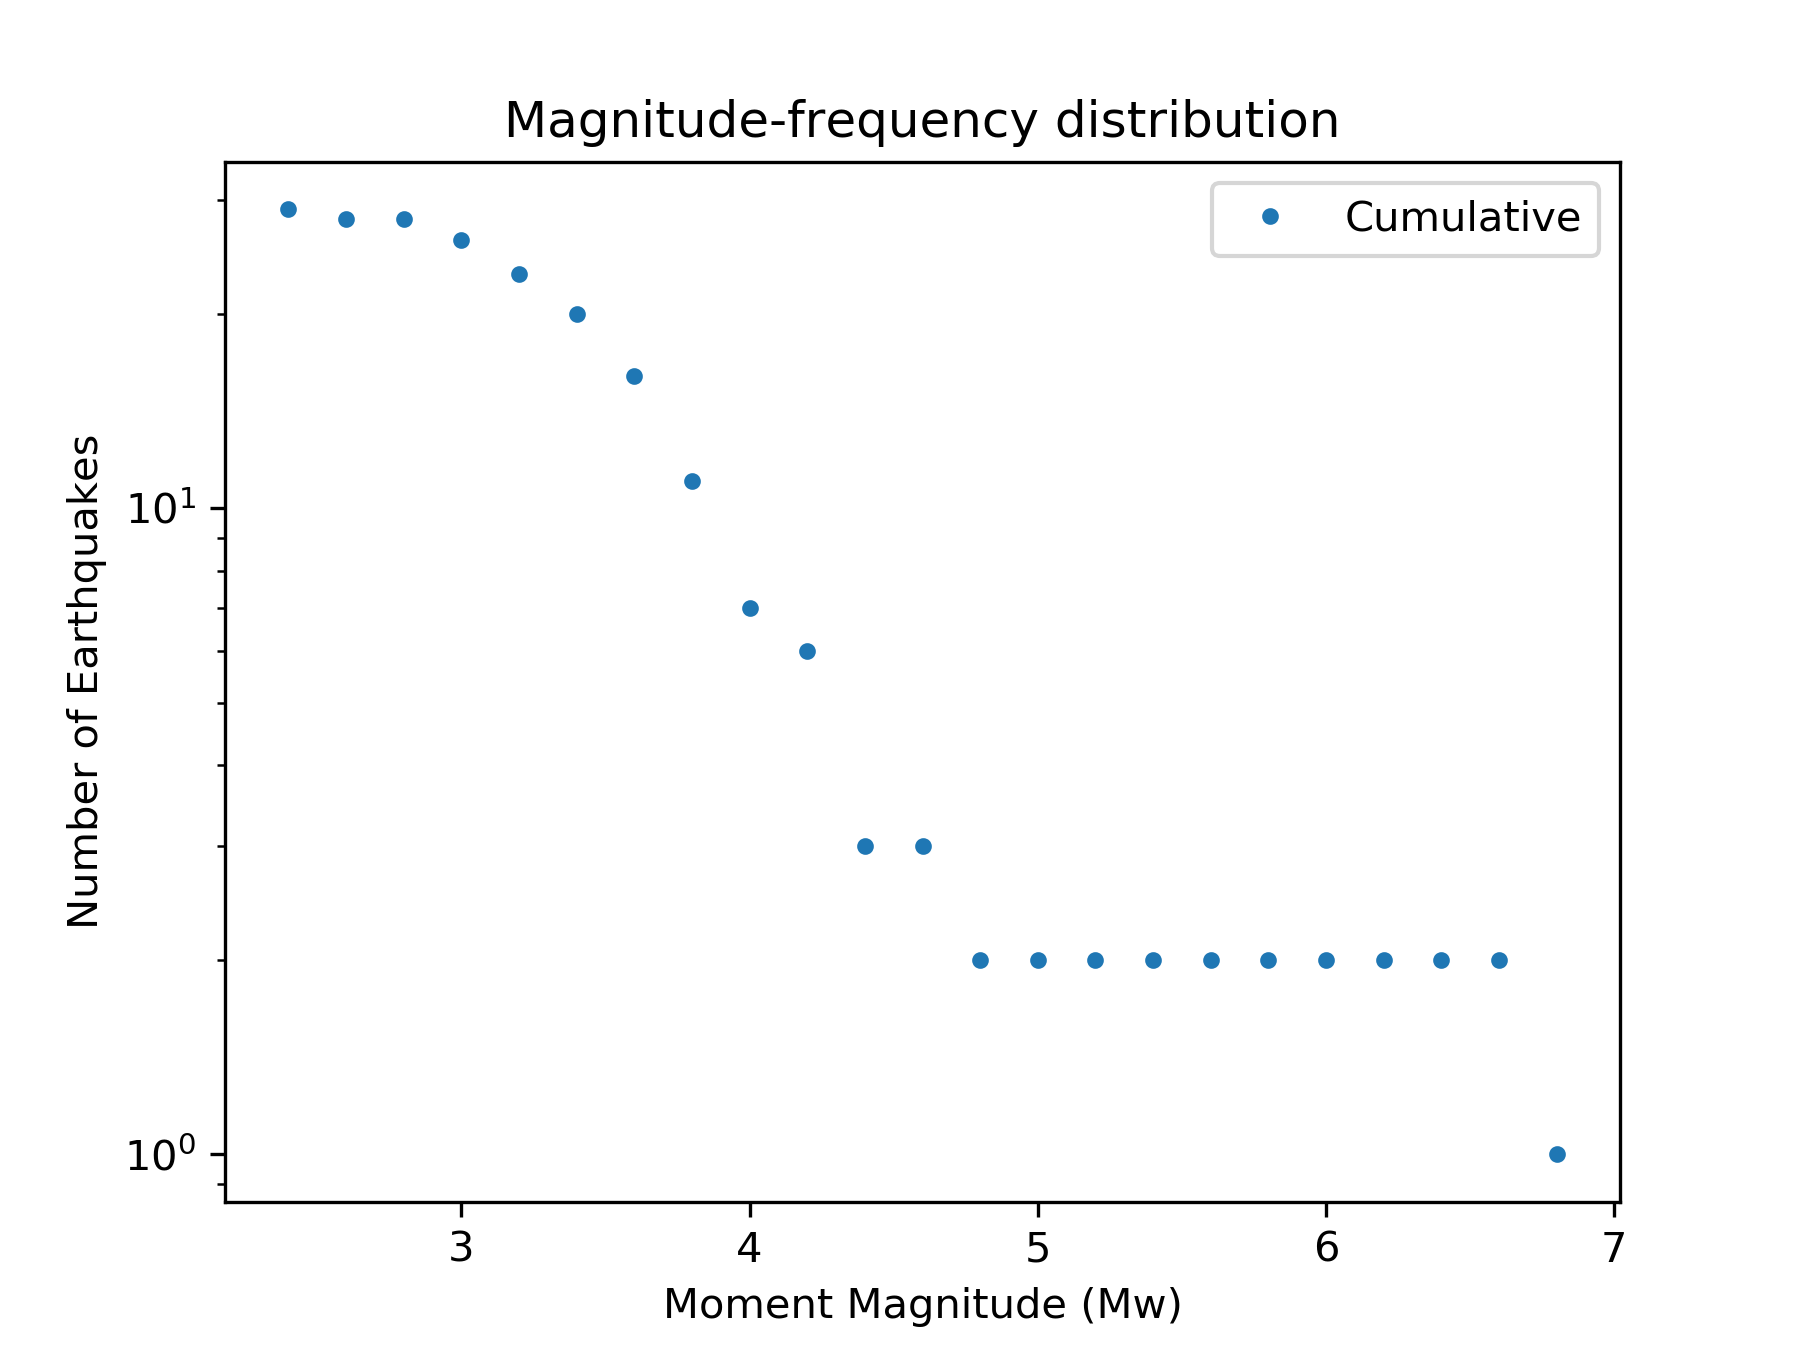 Magnitude-frequency distribution
Cumulative
Number of Earthquakes
10¹
10⁰
3 4 5 6 7
Moment Magnitude (Mw)